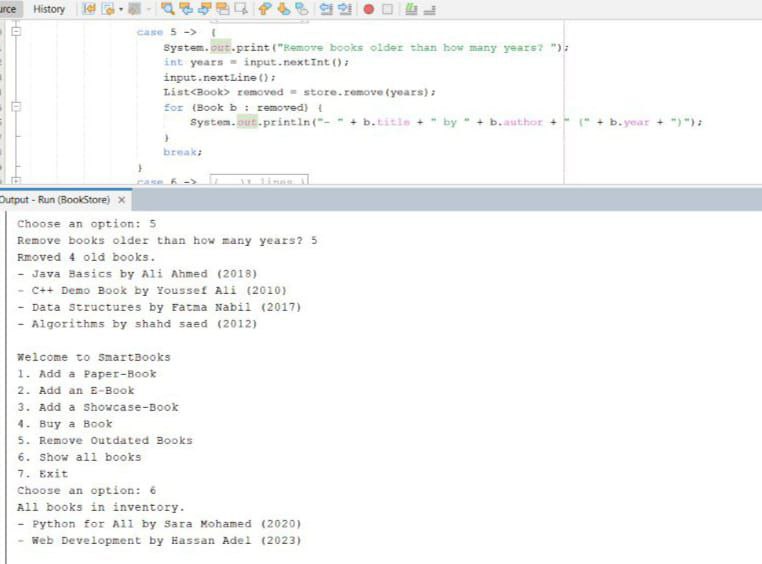 urce History
case 5 -> {
System.out.print("Remove books older than how many years? ");
int years = input.nextInt();
input.nextLine();
List<Book> removed = store.remove(years);
for (Book b : removed) {
System.out.println("- " + b.title + " by " + b.author + " (" + b.year + ")");
}
break;
}
case 6 ->
Output - Run (BookStore)
Choose an option: 5
Remove books older than how many years? 5
Rmoved 4 old books.
- Java Basics by Ali Ahmed (2018)
- C++ Demo Book by Youssef Ali (2010)
- Data Structures by Fatma Nabil (2017)
- Algorithms by shahd saed (2012)
Welcome to SmartBooks
1. Add a Paper-Book
2. Add an E-Book
3. Add a Showcase-Book
4. Buy a Book
5. Remove Outdated Books
6. Show all books
7. Exit
Choose an option: 6
All books in inventory.
- Python for All by Sara Mohamed (2020)
- Web Development by Hassan Adel (2023)